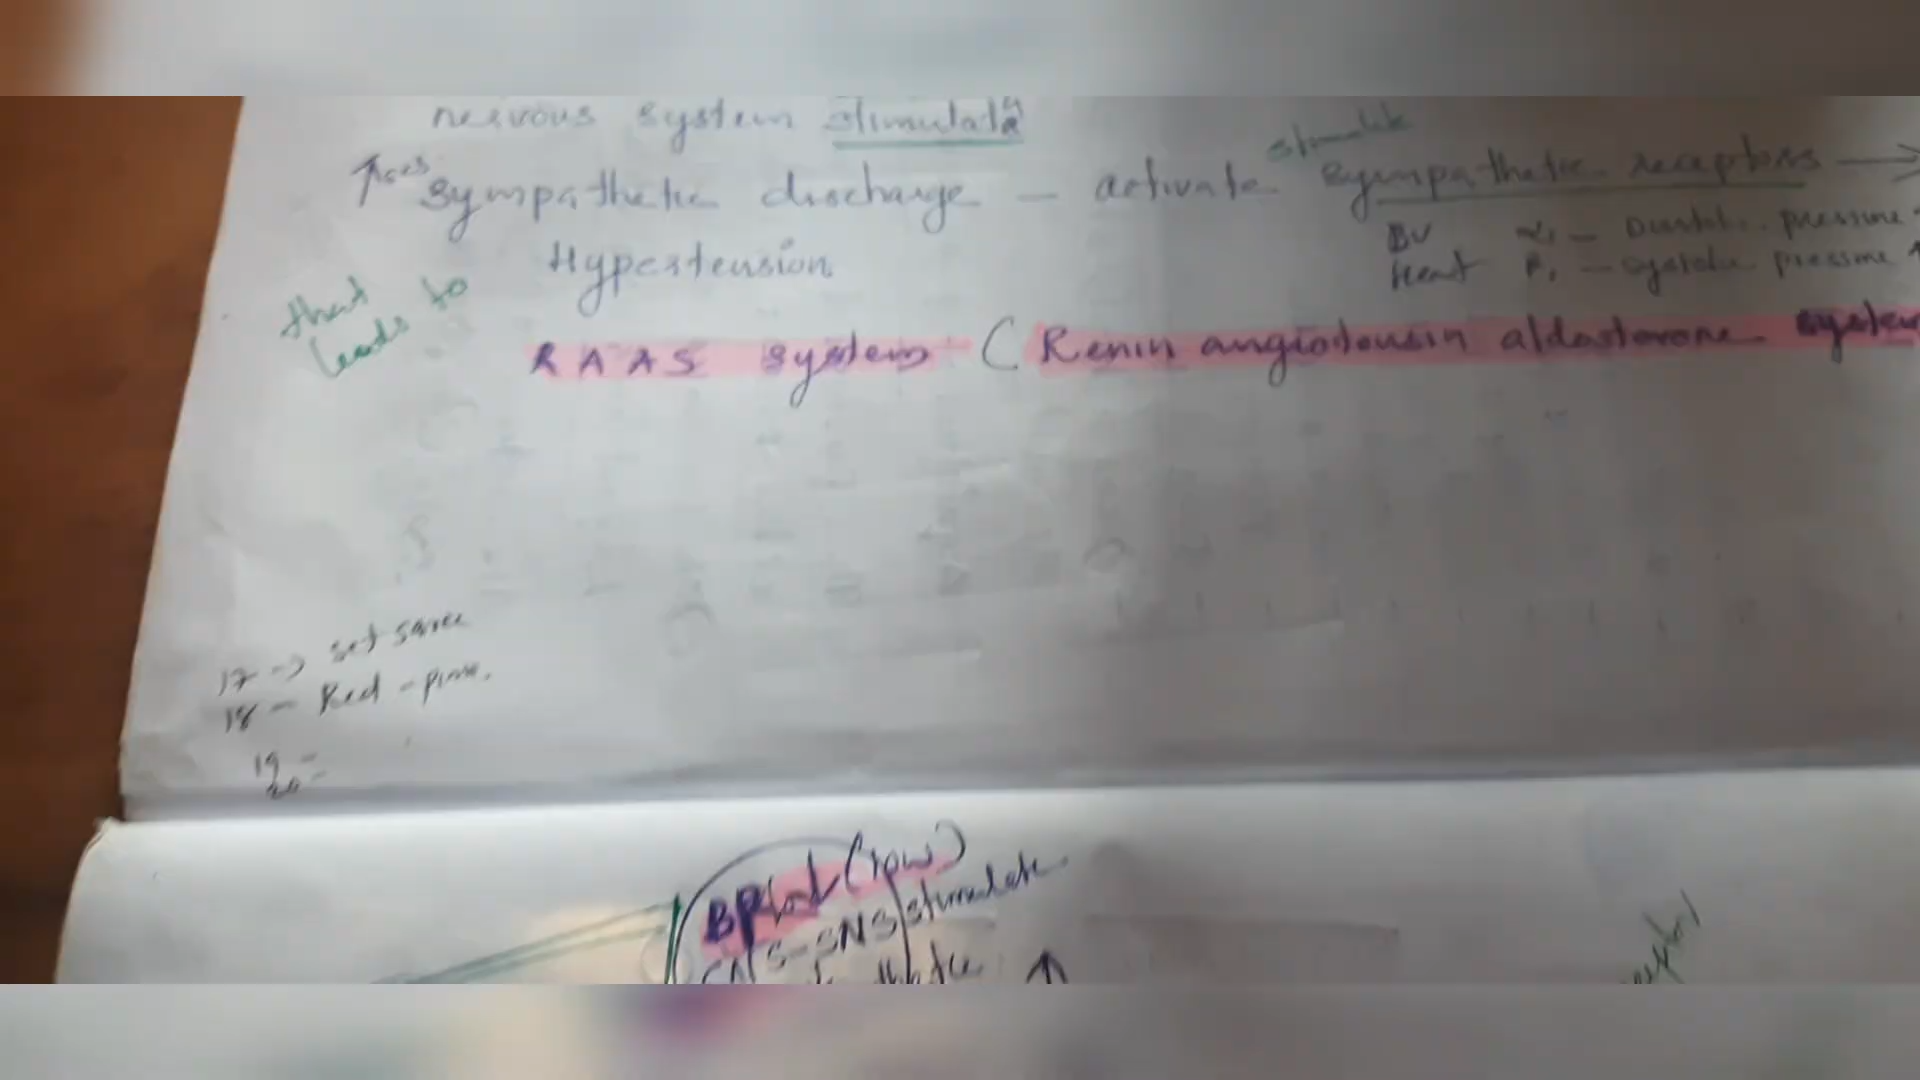 nervous system stimulate
↑ses sympathetic discharge – activate stimulate sympathetic receptors →
BV α1 – Diastolic pressure ↑
Heart β1 – systolic pressure ↑
that leads to
Hypertension
RAAS system ( Renin angiotensin aldosterone system
17 → set saree
18 – Red -
19 –
20 –
BP (low)
CNS-SNS stimulate
↑